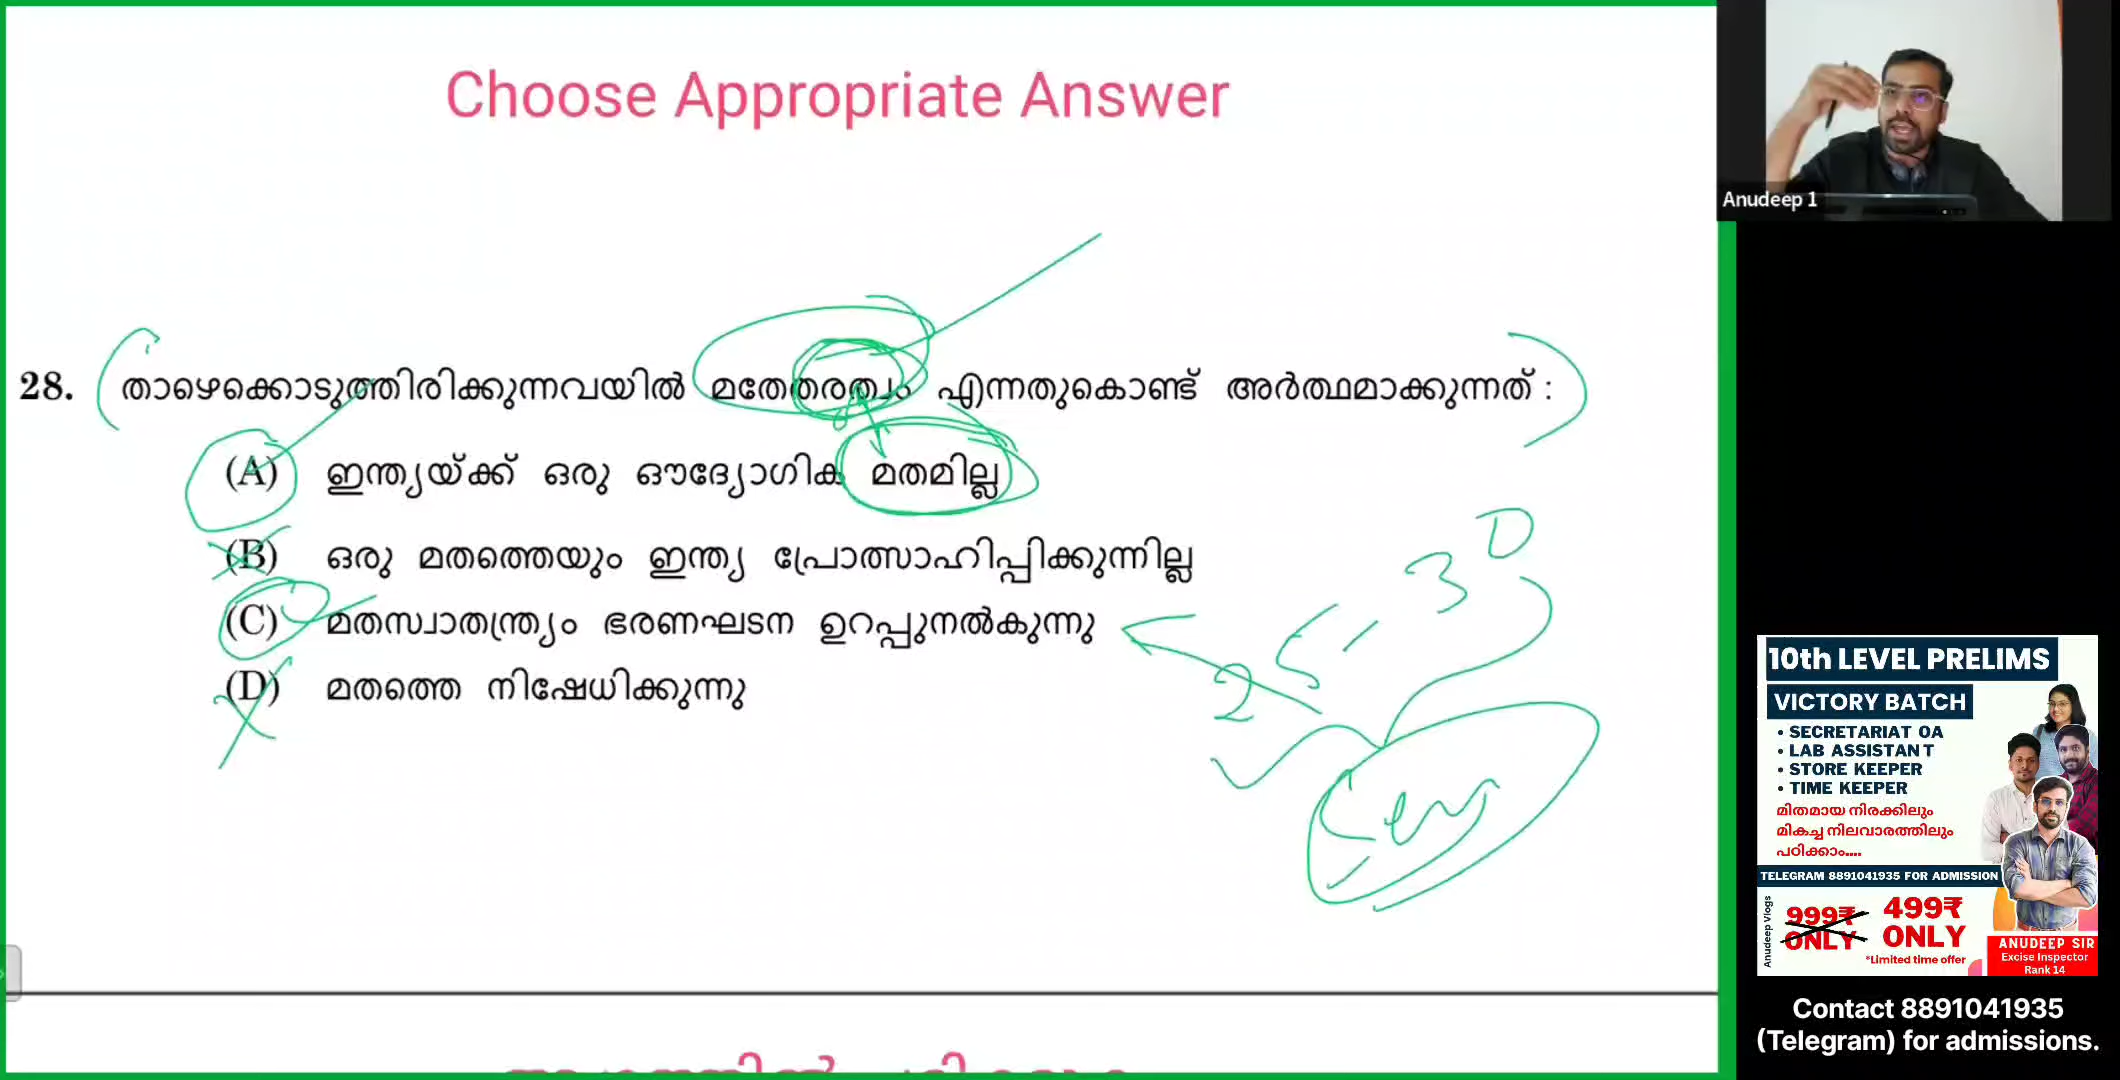 Choose Appropriate Answer
28. താഴെക്കൊടുത്തിരിക്കുന്നവയിൽ മതേതരത്വം എന്നതുകൊണ്ട് അർത്ഥമാക്കുന്നത് :
(A) ഇന്ത്യയ്ക്ക് ഒരു ഔദ്യോഗിക മതമില്ല
(B) ഒരു മതത്തെയും ഇന്ത്യ പ്രോത്സാഹിപ്പിക്കുന്നില്ല
(C) മതസ്വാതന്ത്ര്യം ഭരണഘടന ഉറപ്പുനൽകുന്നു
(D) മതത്തെ നിഷേധിക്കുന്നു
25-30
Anudeep 1
10th LEVEL PRELIMS
VICTORY BATCH
• SECRETARIAT OA
• LAB ASSISTANT
• STORE KEEPER
• TIME KEEPER
മിതമായ നിരക്കിലും
മികച്ച നിലവാരത്തിലും
പഠിക്കാം....
TELEGRAM 8891041935 FOR ADMISSION
Anudeep Vlogs
999₹ ONLY
499₹ ONLY
*Limited time offer
ANUDEEP SIR
Excise Inspector
Rank 14
Contact 8891041935
(Telegram) for admissions.